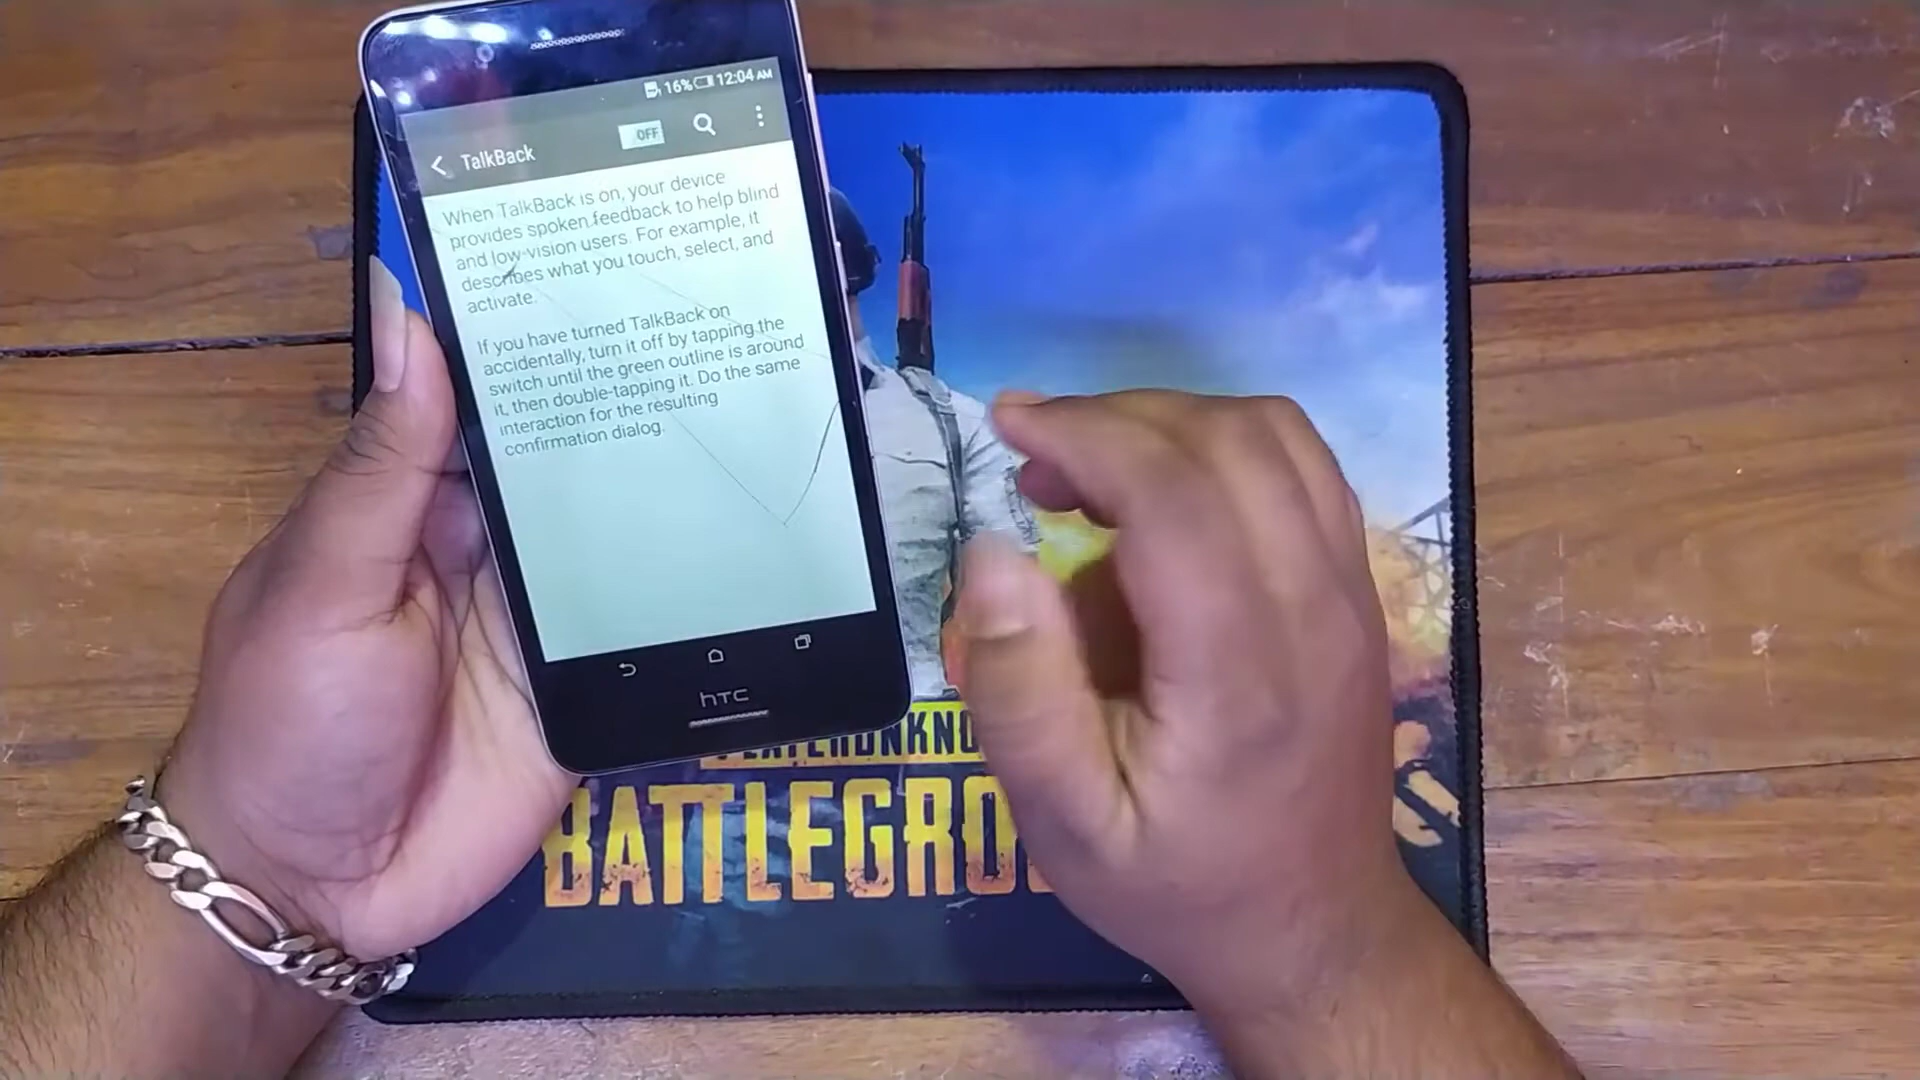 16% 12:04 AM
TalkBack OFF
When TalkBack is on, your device
provides spoken feedback to help blind
and low-vision users. For example, it
describes what you touch, select, and
activate.
If you have turned TalkBack on
accidentally, turn it off by tapping the
switch until the green outline is around
it, then double-tapping it. Do the same
interaction for the resulting
confirmation dialog.
hTC
BATTLEGRO